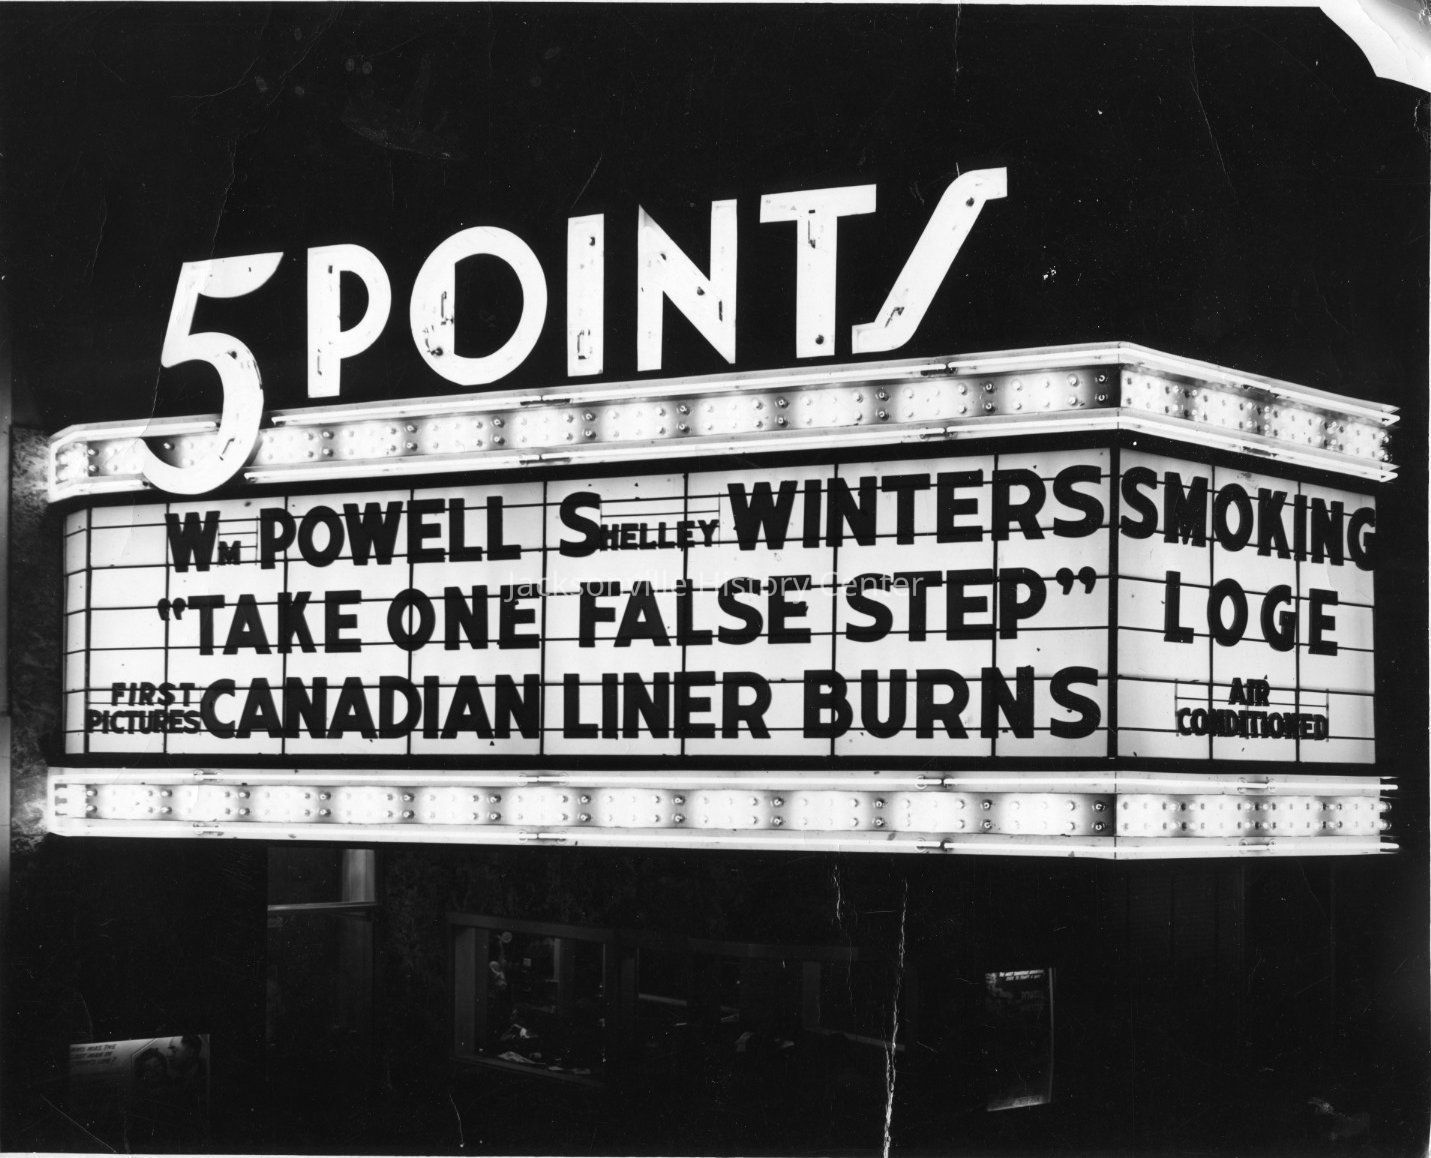 5 POINTS
WM POWELL SHELLEY WINTERS
"TAKE ONE FALSE STEP"
FIRST PICTURES CANADIAN LINER BURNS
SMOKING
LOGE
AIR
CONDITIONED
Jacksonville History Center